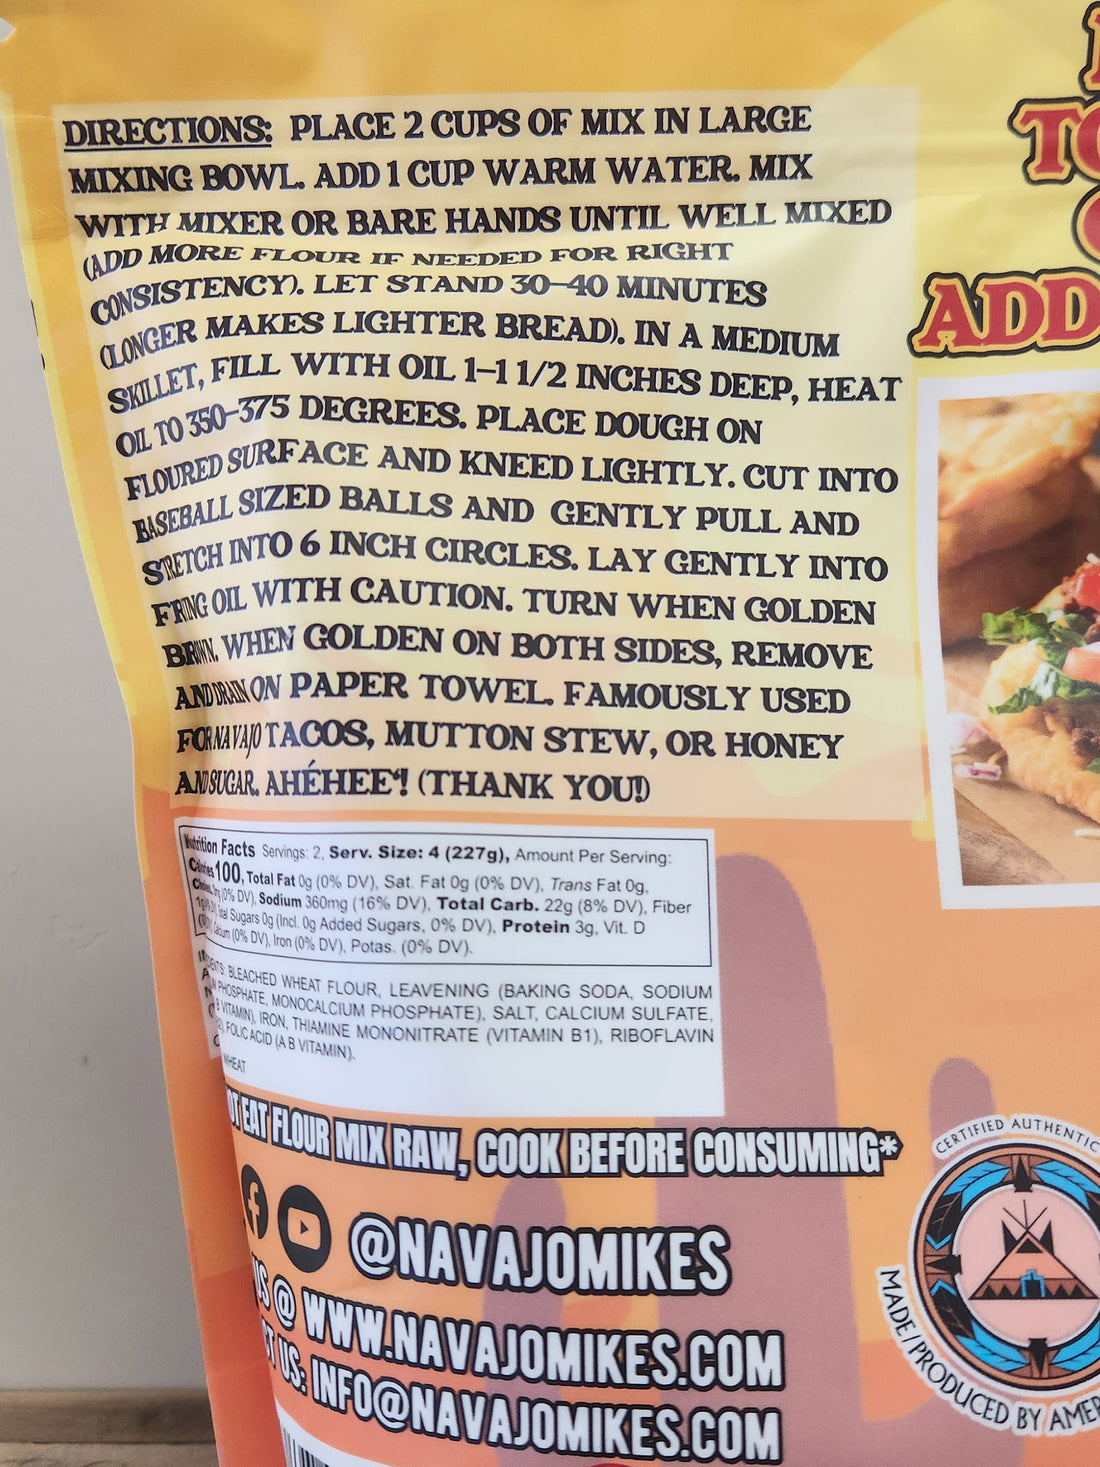 DIRECTIONS: PLACE 2 CUPS OF MIX IN LARGE
MIXING BOWL. ADD 1 CUP WARM WATER. MIX
WITH MIXER OR BARE HANDS UNTIL WELL MIXED
(ADD MORE FLOUR IF NEEDED FOR RIGHT
CONSISTENCY). LET STAND 30-40 MINUTES
(LONGER MAKES LIGHTER BREAD). IN A MEDIUM
SKILLET, FILL WITH OIL 1-1 1/2 INCHES DEEP, HEAT
OIL TO 350-375 DEGREES. PLACE DOUGH ON
FLOURED SURFACE AND KNEED LIGHTLY. CUT INTO
BASEBALL SIZED BALLS AND GENTLY PULL AND
STRETCH INTO 6 INCH CIRCLES. LAY GENTLY INTO
FRING OIL WITH CAUTION. TURN WHEN GOLDEN
BROWN. WHEN GOLDEN ON BOTH SIDES, REMOVE
AND DRAIN ON PAPER TOWEL. FAMOUSLY USED
FOR NAVAJO TACOS, MUTTON STEW, OR HONEY
AND SUGAR. AHÉHEE'! (THANK YOU!)
Nutrition Facts Servings: 2, Serv. Size: 4 (227g), Amount Per Serving:
Calories 100, Total Fat 0g (0% DV), Sat. Fat 0g (0% DV), Trans Fat 0g,
(0% DV), Sodium 360mg (16% DV), Total Carb. 22g (8% DV), Fiber
Sugars 0g (Incl. 0g Added Sugars, 0% DV), Protein 3g, Vit. D
(0% DV), Iron (0% DV), Potas. (0% DV).
BLEACHED WHEAT FLOUR, LEAVENING (BAKING SODA, SODIUM
PHOSPHATE, MONOCALCIUM PHOSPHATE), SALT, CALCIUM SULFATE,
B VITAMIN), IRON, THIAMINE MONONITRATE (VITAMIN B1), RIBOFLAVIN
FOLIC ACID (A B VITAMIN).
WHEAT
EAT FLOUR MIX RAW, COOK BEFORE CONSUMING*
@NAVAJOMIKES
US @ WWW.NAVAJOMIKES.COM
US: INFO@NAVAJOMIKES.COM
ADD
CERTIFIED AUTHENTIC
MADE/PRODUCED BY AMER